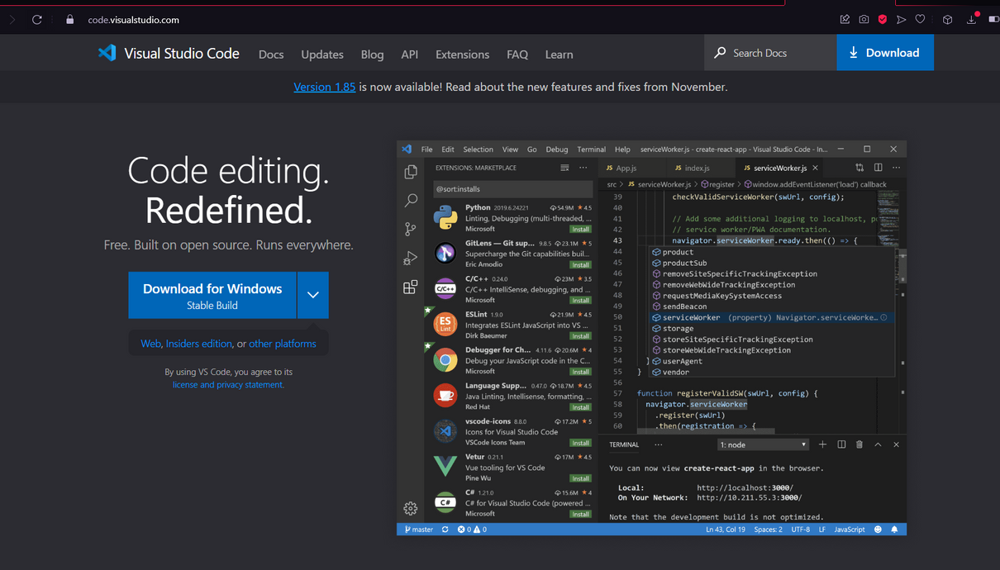 code.visualstudio.com
Visual Studio Code
Docs
Updates
Blog
API
Extensions
FAQ
Learn
Search Docs
Download
Version 1.85 is now available! Read about the new features and fixes from November.
Code editing.
Redefined.
Free. Built on open source. Runs everywhere.
Download for Windows
Stable Build
Web, Insiders edition, or other platforms
By using VS Code, you agree to its
license and privacy statement.
File Edit Selection View Go Debug Terminal Help serviceWorker.js - create-react-app - Visual Studio Code - In...
EXTENSIONS: MARKETPLACE
@sort:installs
Python 2019.6.24221 54.9M 4.5
Linting, Debugging (multi-threaded, ...
Microsoft Install
GitLens — Git sup... 9.8.5 23.1M 5
Supercharge the Git capabilities buil...
Eric Amodio Install
C/C++
C/C++ 0.24.0 23M 3.5
C/C++ IntelliSense, debugging, and ...
Microsoft Install
ES
Lint
ESLint 1.9.0 21.9M 4.5
Integrates ESLint JavaScript into VS ...
Dirk Baeumer Install
Debugger for Ch... 4.11.6 20.6M 4
Debug your JavaScript code in the C...
Microsoft Install
Language Supp... 0.47.0 18.7M 4.5
Java Linting, Intellisense, formatting, ...
Red Hat Install
vscode-icons 8.8.0 17.2M 5
Icons for Visual Studio Code
VSCode Icons Team Install
Vetur 0.21.1 17M 4.5
Vue tooling for VS Code
Pine Wu Install
C#
C# 1.21.0 15.6M 4
C# for Visual Studio Code (powered ...
Microsoft Install
JS App.js
JS index.js
JS serviceWorker.js
src > JS serviceWorker.js > register > window.addEventListener('load') callback
39 checkValidServiceWorker(swUrl, config);
40
41 // Add some additional logging to localhost, p
42 // service worker/PWA documentation.
43 navigator.serviceWorker.ready.then(() => {
44 product
45 productSub
46 removeSiteSpecificTrackingException
47 removeWebWideTrackingException
48 requestMediaKeySystemAccess
49 sendBeacon
50 serviceWorker (property) Navigator.serviceWorke...
51 storage
52 storeSiteSpecificTrackingException
53 storeWebWideTrackingException
54 } userAgent
55 } vendor
56
57 function registerValidSW(swUrl, config) {
58 navigator.serviceWorker
59 .register(swUrl)
60 .then(registration => {
TERMINAL
...
1: node
You can now view create-react-app in the browser.
Local: http://localhost:3000/
On Your Network: http://10.211.55.3:3000/
Note that the development build is not optimized.
master 0 0 Ln 43, Col 19 Spaces: 2 UTF-8 LF JavaScript